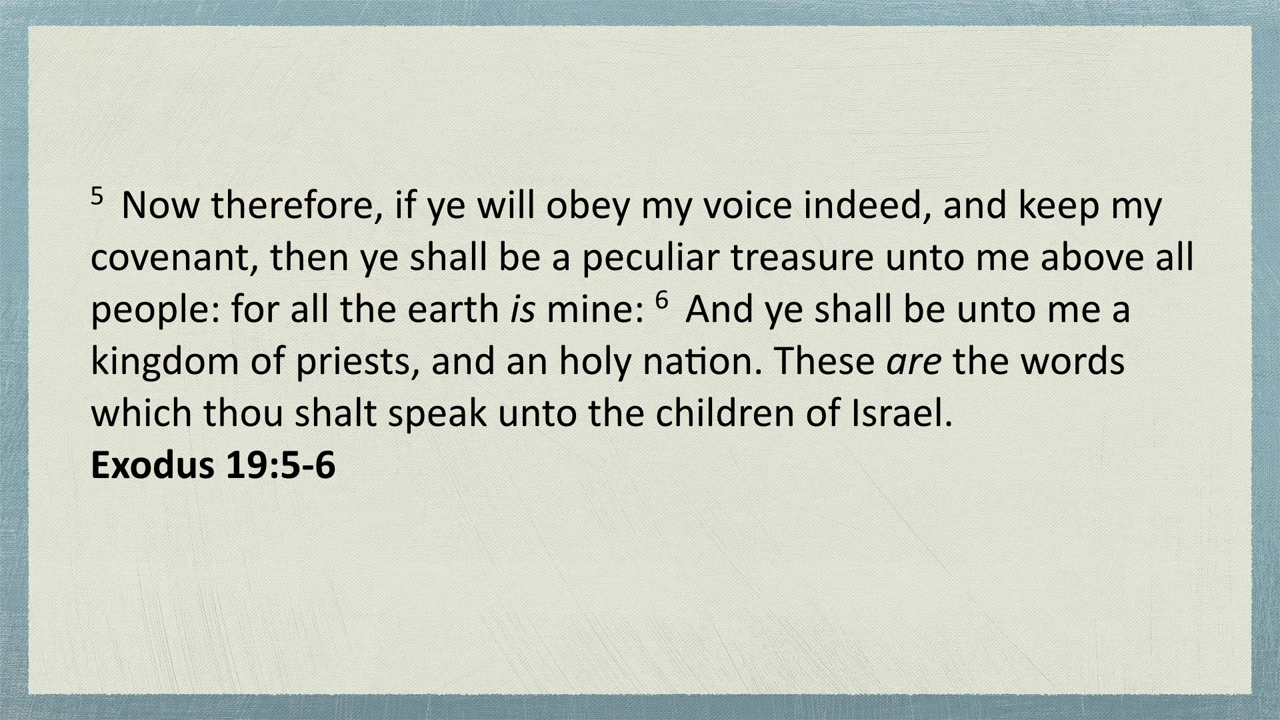 5 Now therefore, if ye will obey my voice indeed, and keep my
covenant, then ye shall be a peculiar treasure unto me above all
people: for all the earth is mine: 6 And ye shall be unto me a
kingdom of priests, and an holy nation. These are the words
which thou shalt speak unto the children of Israel.
Exodus 19:5-6